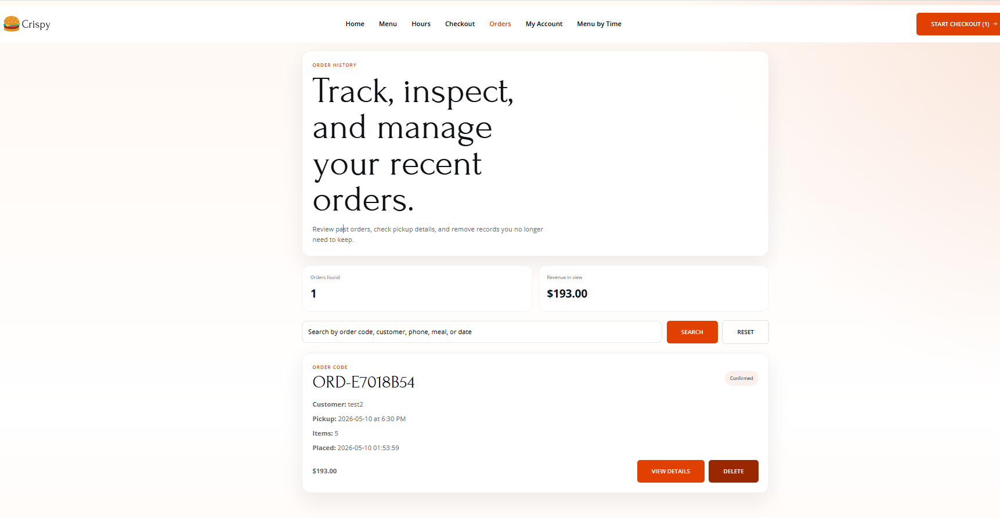 Crispy
Home Menu Hours Checkout Orders My Account Menu by Time
START CHECKOUT (1) →
ORDER HISTORY
Track, inspect,
and manage
your recent
orders.
Review past orders, check pickup details, and remove records you no longer
need to keep.
Orders found
1
Revenue in view
$193.00
Search by order code, customer, phone, meal, or date
SEARCH
RESET
ORDER CODE
ORD-E7018B54
Confirmed
Customer: test2
Pickup: 2026-05-10 at 6:30 PM
Items: 5
Placed: 2026-05-10 01:53:59
$193.00
VIEW DETAILS
DELETE